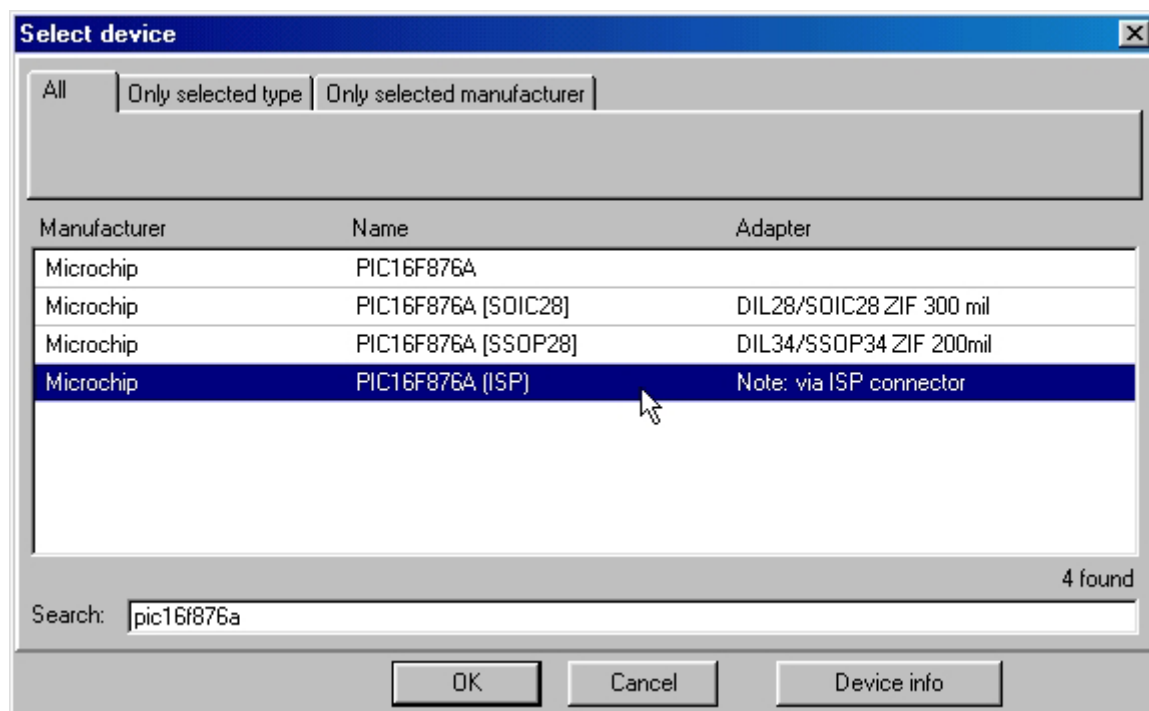 Select device
All Only selected type Only selected manufacturer
Manufacturer Name Adapter
Microchip PIC16F876A
Microchip PIC16F876A [SOIC28] DIL28/SOIC28 ZIF 300 mil
Microchip PIC16F876A [SSOP28] DIL34/SSOP34 ZIF 200mil
Microchip PIC16F876A (ISP) Note: via ISP connector
4 found
Search: pic16f876a
OK Cancel Device info